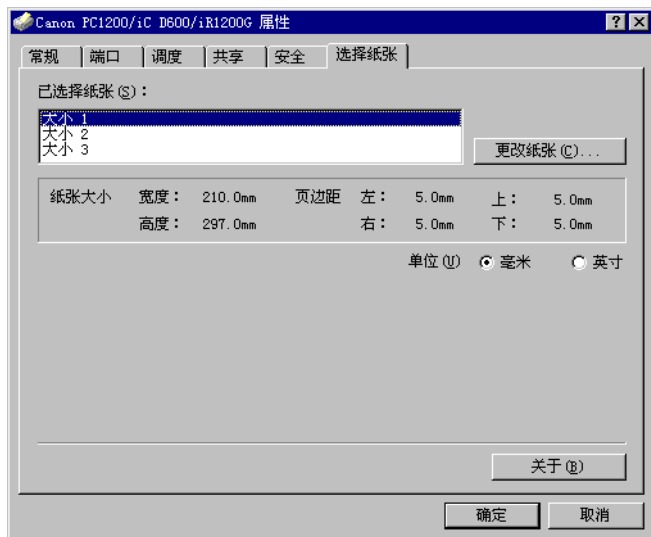 Canon PC1200/iC D600/iR1200G 属性
常规 端口 调度 共享 安全 选择纸张
已选择纸张(S):
大小 1
大小 2
大小 3
更改纸张(C)...
纸张大小 宽度: 210.0mm 页边距 左: 5.0mm 上: 5.0mm
高度: 297.0mm 右: 5.0mm 下: 5.0mm
单位(U) 毫米 英寸
关于(B)
确定 取消